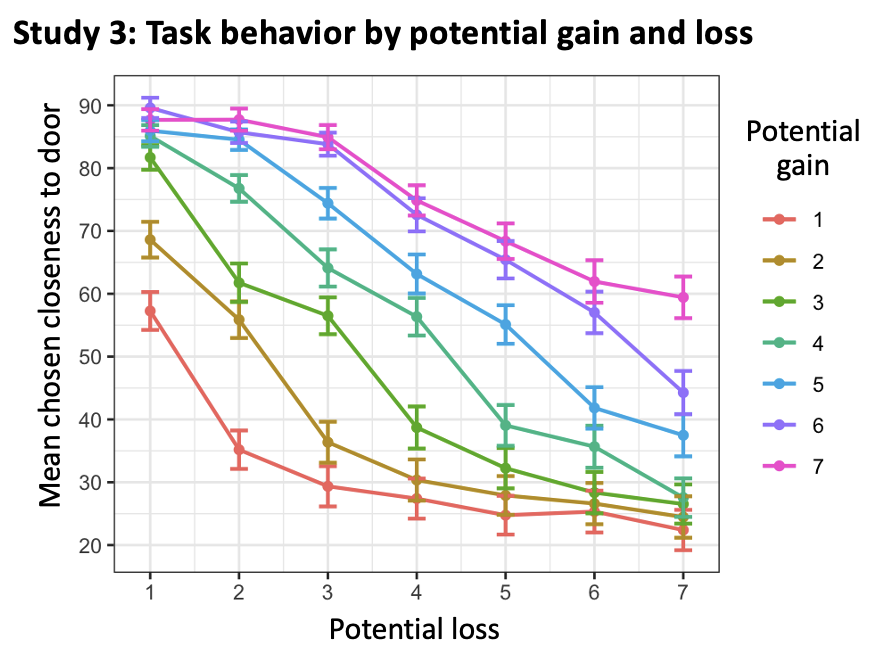 Study 3: Task behavior by potential gain and loss
Mean chosen closeness to door
90
80
70
60
50
40
30
20
1 2 3 4 5 6 7
Potential loss
Potential
gain
1
2
3
4
5
6
7